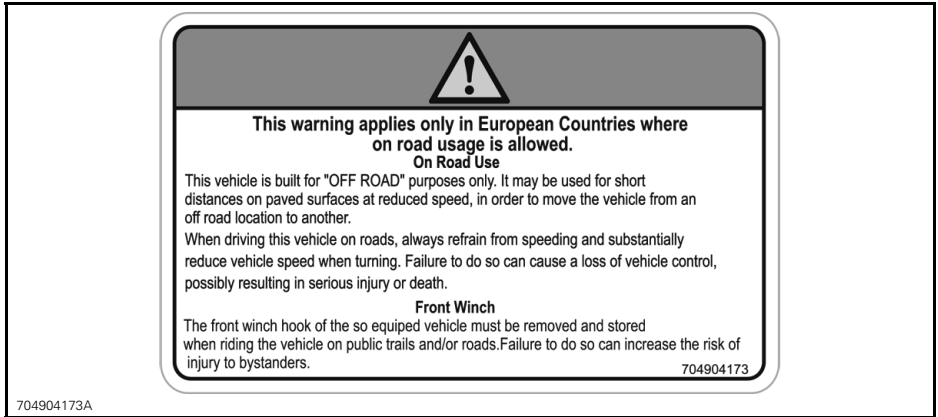 This warning applies only in European Countries where
on road usage is allowed.
On Road Use
This vehicle is built for "OFF ROAD" purposes only. It may be used for short
distances on paved surfaces at reduced speed, in order to move the vehicle from an
off road location to another.
When driving this vehicle on roads, always refrain from speeding and substantially
reduce vehicle speed when turning. Failure to do so can cause a loss of vehicle control,
possibly resulting in serious injury or death.
Front Winch
The front winch hook of the so equiped vehicle must be removed and stored
when riding the vehicle on public trails and/or roads.Failure to do so can increase the risk of
injury to bystanders.
704904173
704904173A